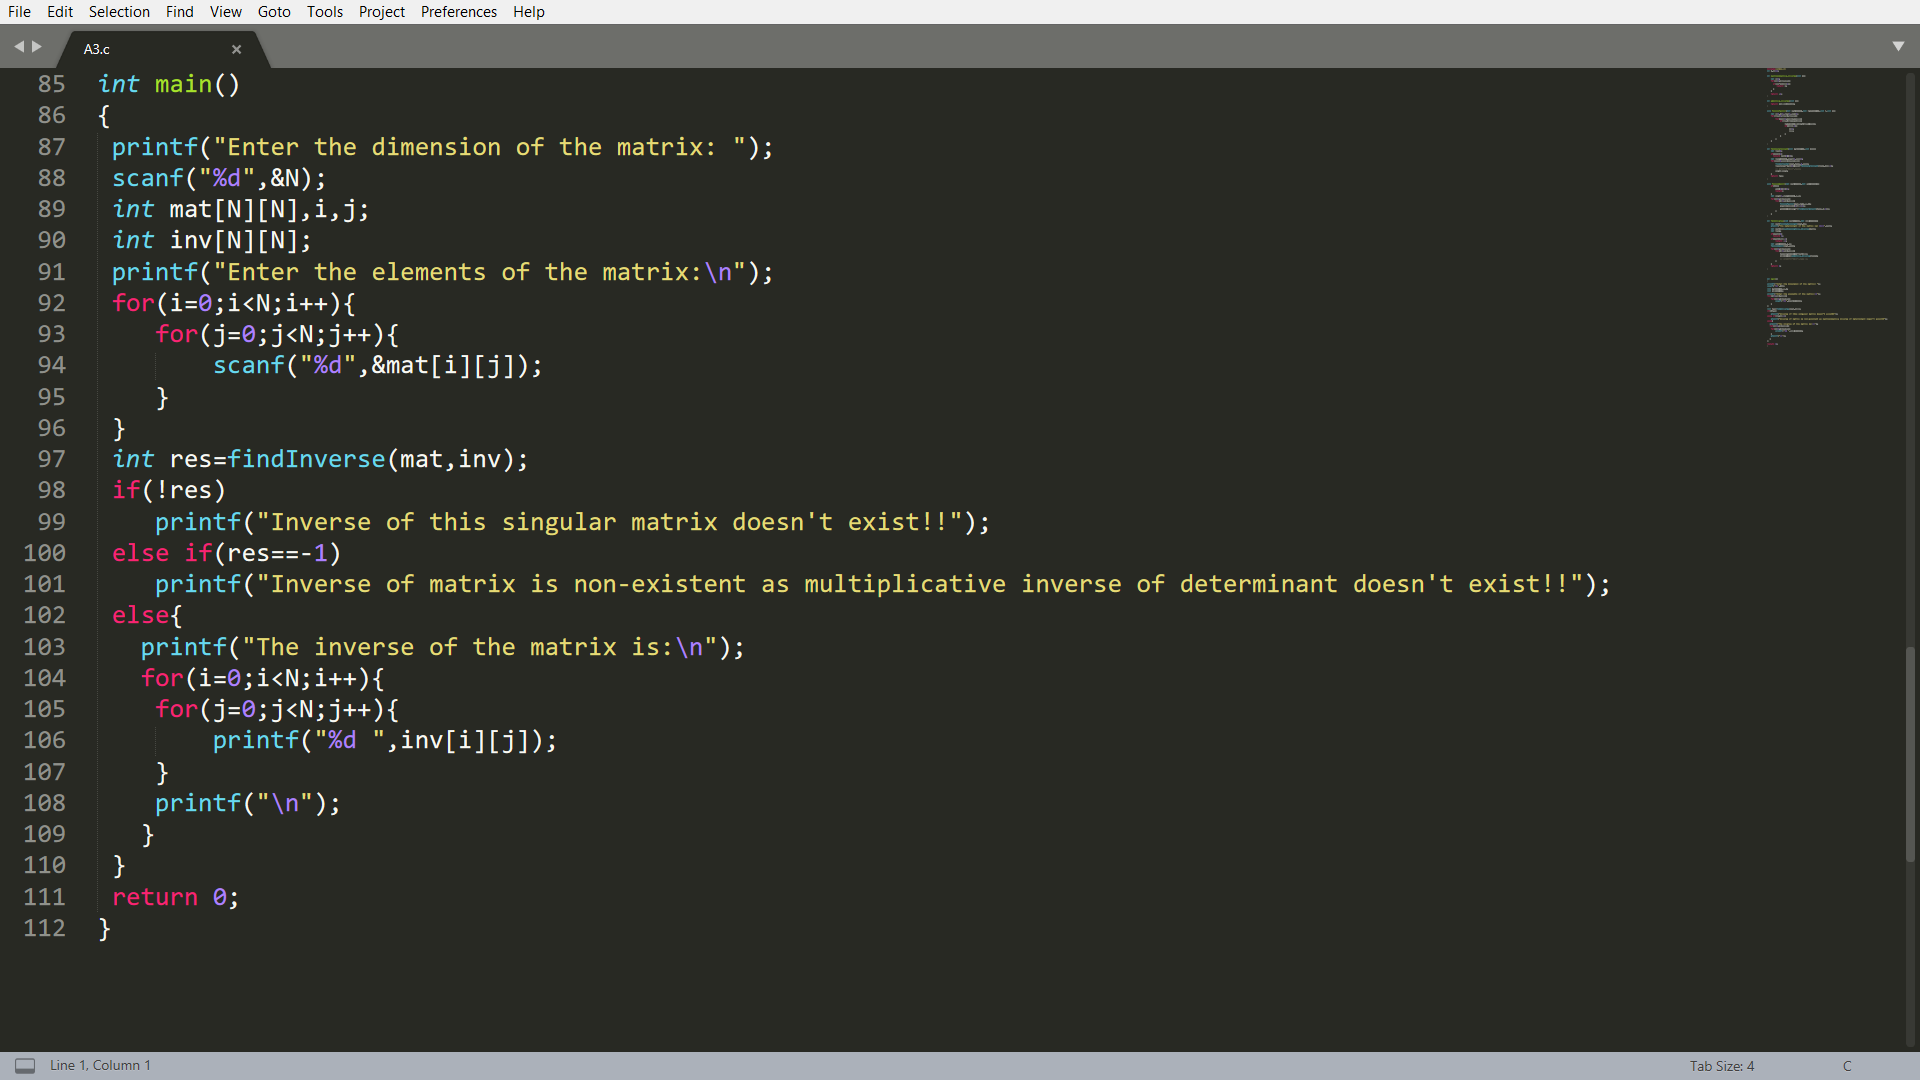 File Edit Selection Find View Goto Tools Project Preferences Help
A3.c ×
85 int main()
86 {
87 printf("Enter the dimension of the matrix: ");
88 scanf("%d",&N);
89 int mat[N][N],i,j;
90 int inv[N][N];
91 printf("Enter the elements of the matrix:\n");
92 for(i=0;i<N;i++){
93 for(j=0;j<N;j++){
94 scanf("%d",&mat[i][j]);
95 }
96 }
97 int res=findInverse(mat,inv);
98 if(!res)
99 printf("Inverse of this singular matrix doesn't exist!!");
100 else if(res==-1)
101 printf("Inverse of matrix is non-existent as multiplicative inverse of determinant doesn't exist!!");
102 else{
103 printf("The inverse of the matrix is:\n");
104 for(i=0;i<N;i++){
105 for(j=0;j<N;j++){
106 printf("%d ",inv[i][j]);
107 }
108 printf("\n");
109 }
110 }
111 return 0;
112 }
Line 1, Column 1 Tab Size: 4 C